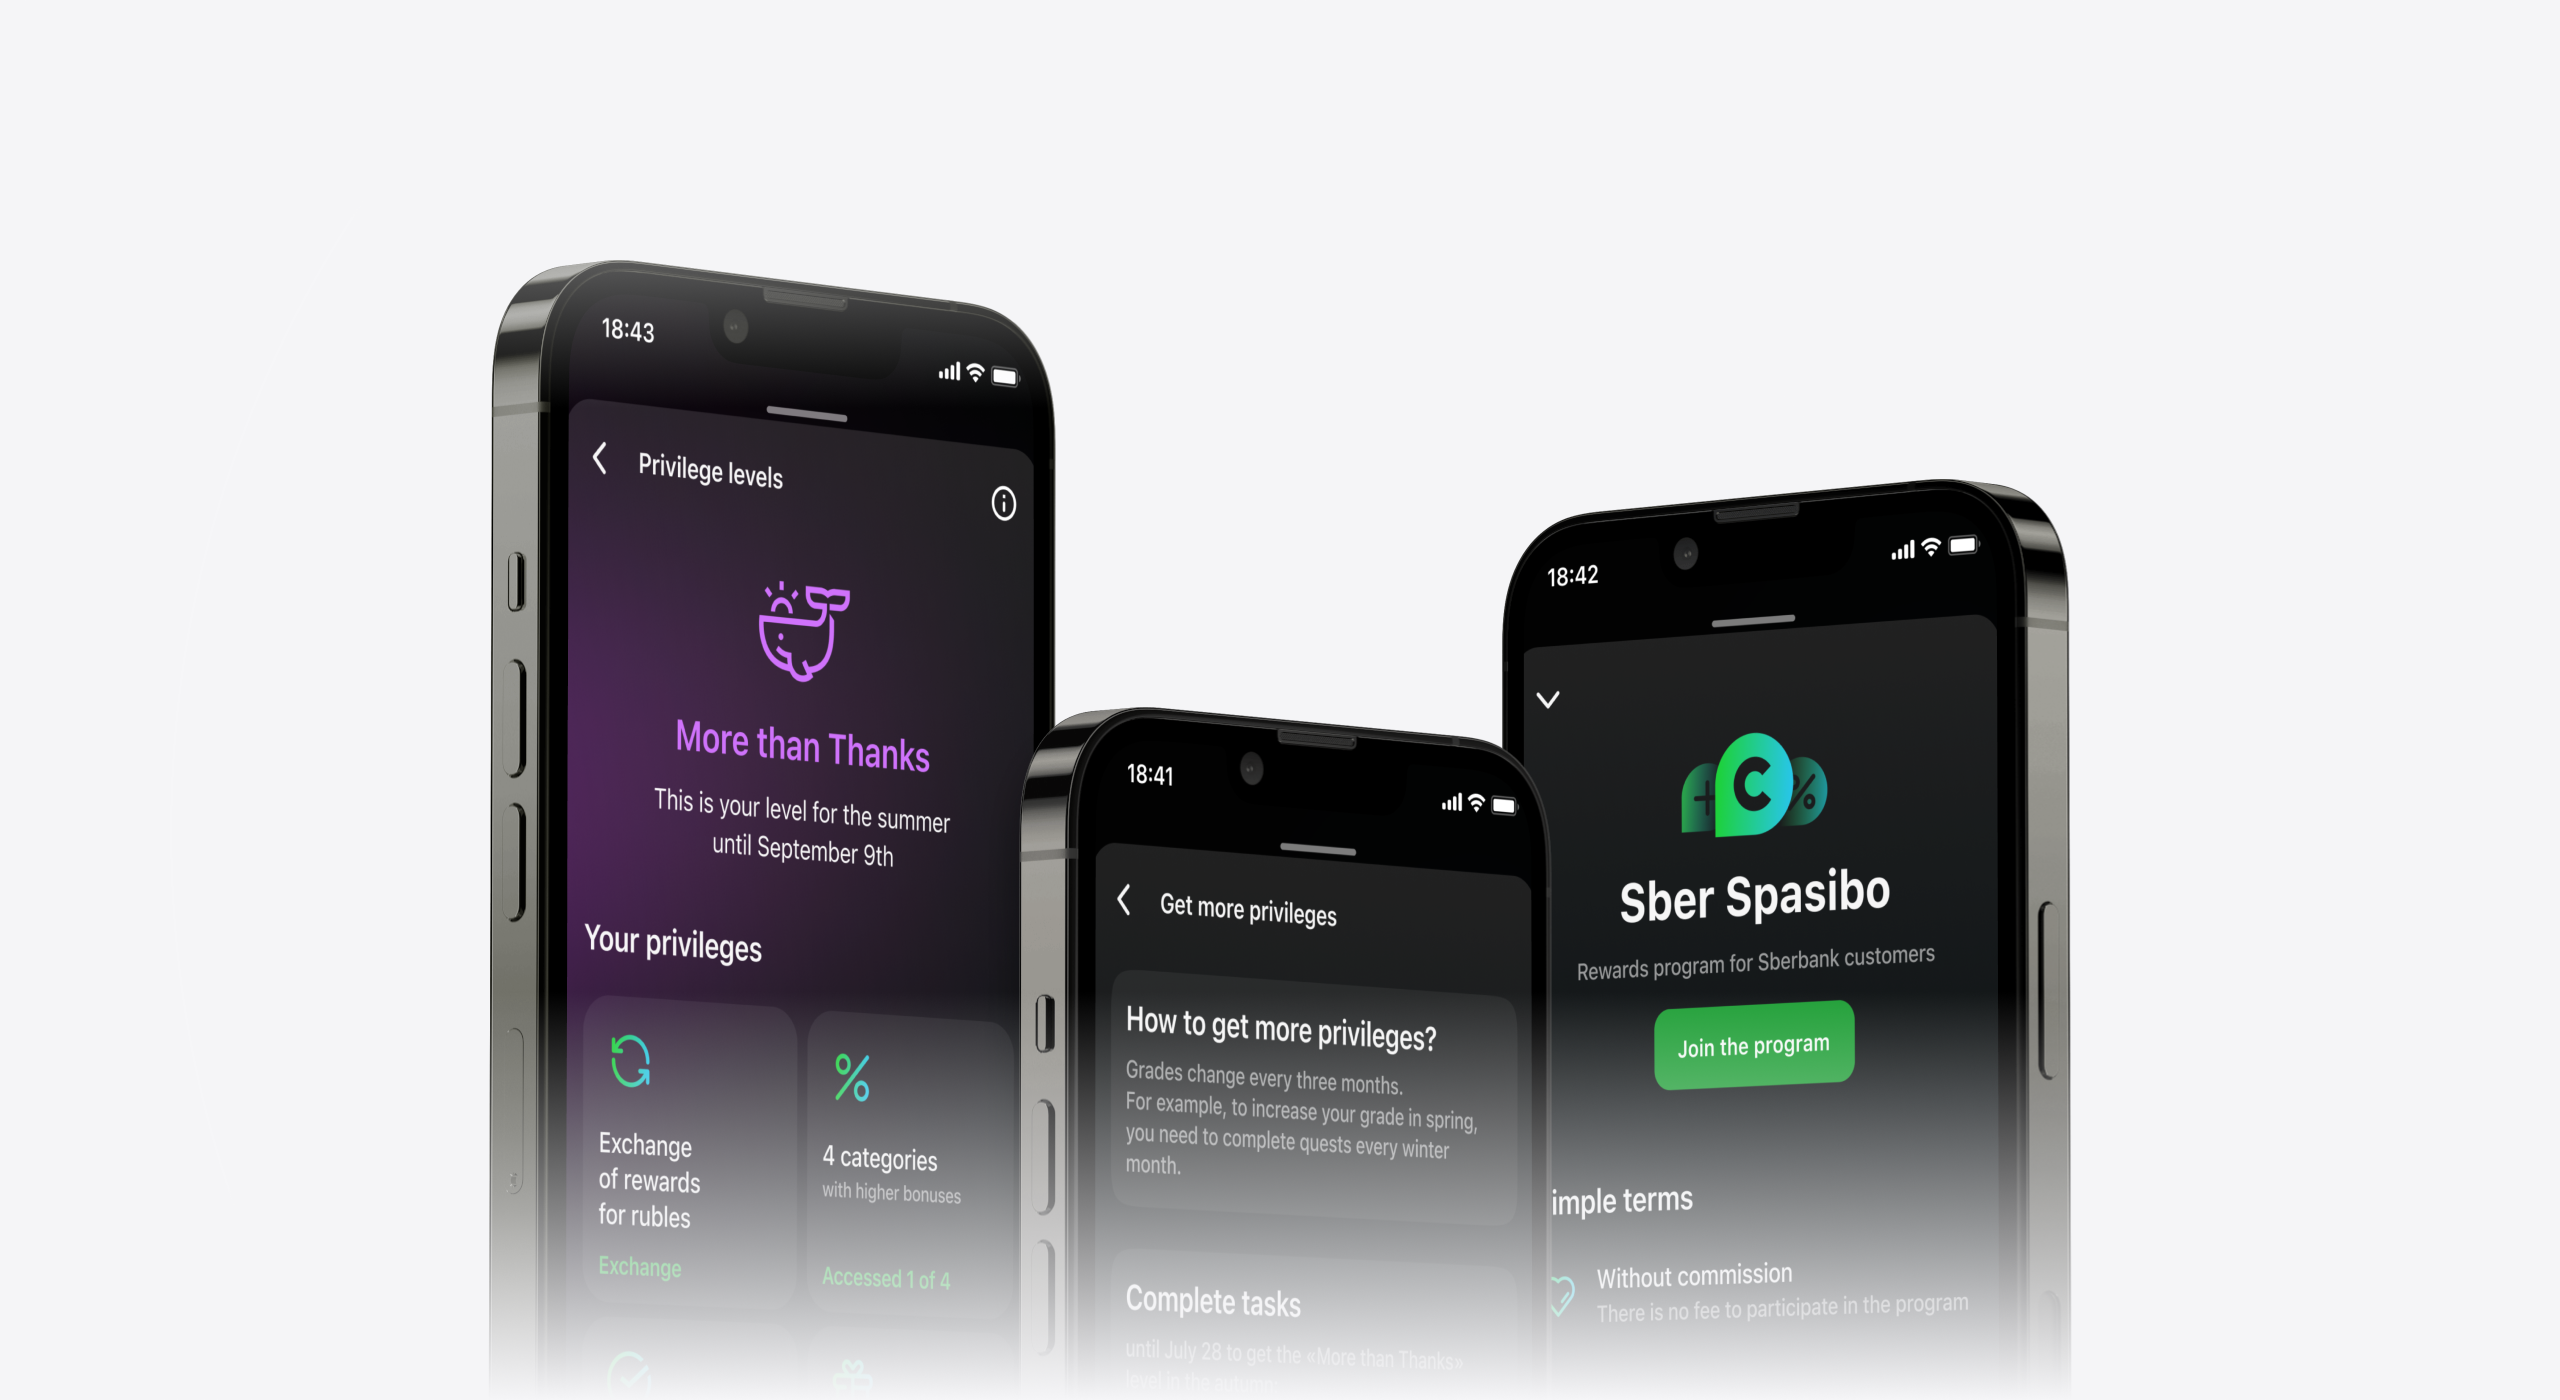 18:43
Privilege levels
More than Thanks
This is your level for the summer
until September 9th
Your privileges
Exchange
of rewards
for rubles
Exchange
4 categories
with higher bonuses
Accessed 1 of 4
18:41
Get more privileges
How to get more privileges?
Grades change every three months.
For example, to increase your grade in spring,
you need to complete quests every winter
month.
Complete tasks
until July 28 to get the «More than Thanks»
level in the autumn:
18:42
C
%
Sber Spasibo
Rewards program for Sberbank customers
Join the program
imple terms
Without commission
There is no fee to participate in the program